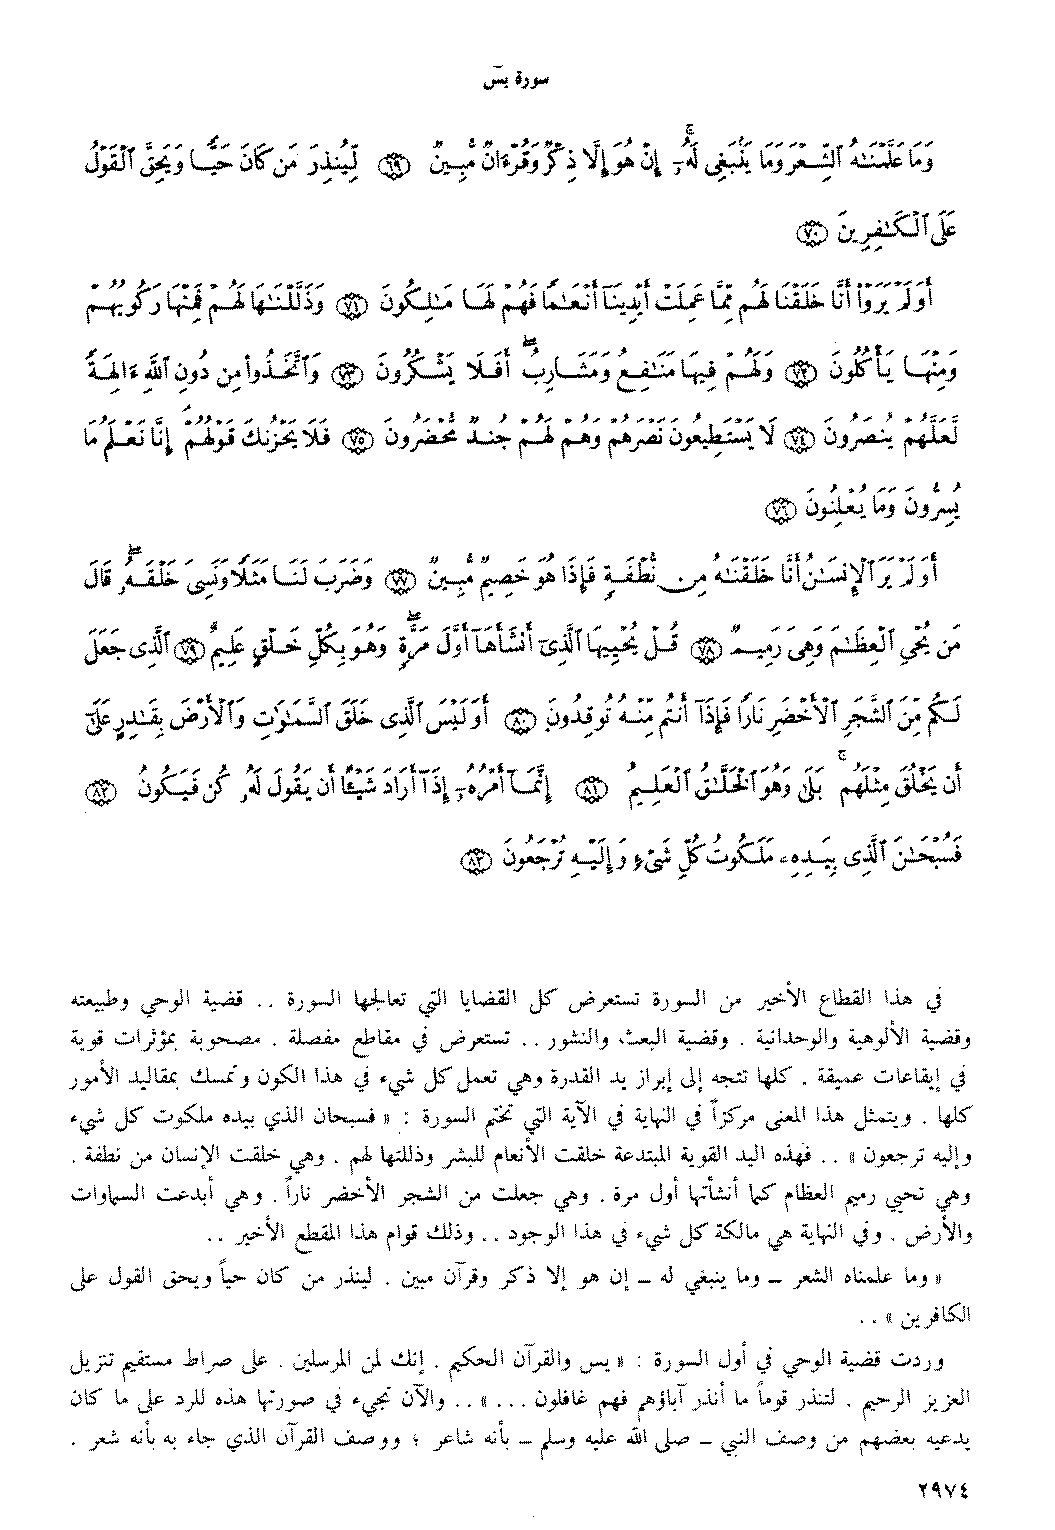 سورة يس
وَمَا عَلَّمْنَٰهُ ٱلشِّعْرَ وَمَا يَنۢبَغِى لَهُۥٓ ۚ إِنْ هُوَ إِلَّا ذِكْرٌ وَقُرْءَانٌ مُّبِينٌ ﴿٦٩﴾ لِّيُنذِرَ مَن كَانَ حَيًّا وَيَحِقَّ ٱلْقَوْلُ
عَلَى ٱلْكَٰفِرِينَ ﴿٧٠﴾
أَوَلَمْ يَرَوْا۟ أَنَّا خَلَقْنَا لَهُم مِّمَّا عَمِلَتْ أَيْدِينَآ أَنْعَٰمًا فَهُمْ لَهَا مَٰلِكُونَ ﴿٧١﴾ وَذَلَّلْنَٰهَا لَهُمْ فَمِنْهَا رَكُوبُهُمْ
وَمِنْهَا يَأْكُلُونَ ﴿٧٢﴾ وَلَهُمْ فِيهَا مَنَٰفِعُ وَمَشَارِبُ ۖ أَفَلَا يَشْكُرُونَ ﴿٧٣﴾ وَٱتَّخَذُوا۟ مِن دُونِ ٱللَّهِ ءَالِهَةً
لَّعَلَّهُمْ يُنصَرُونَ ﴿٧٤﴾ لَا يَسْتَطِيعُونَ نَصْرَهُمْ وَهُمْ لَهُمْ جُندٌ مُّحْضَرُونَ ﴿٧٥﴾ فَلَا يَحْزُنكَ قَوْلُهُمْ ۘ إِنَّا نَعْلَمُ مَا
يُسِرُّونَ وَمَا يُعْلِنُونَ ﴿٧٦﴾
أَوَلَمْ يَرَ ٱلْإِنسَٰنُ أَنَّا خَلَقْنَٰهُ مِن نُّطْفَةٍ فَإِذَا هُوَ خَصِيمٌ مُّبِينٌ ﴿٧٧﴾ وَضَرَبَ لَنَا مَثَلًا وَنَسِىَ خَلْقَهُۥ ۖ قَالَ
مَن يُحْىِ ٱلْعِظَٰمَ وَهِىَ رَمِيمٌ ﴿٧٨﴾ قُلْ يُحْيِيهَا ٱلَّذِىٓ أَنشَأَهَآ أَوَّلَ مَرَّةٍ ۖ وَهُوَ بِكُلِّ خَلْقٍ عَلِيمٌ ﴿٧٩﴾ ٱلَّذِى جَعَلَ
لَكُم مِّنَ ٱلشَّجَرِ ٱلْأَخْضَرِ نَارًا فَإِذَآ أَنتُم مِّنْهُ تُوقِدُونَ ﴿٨٠﴾ أَوَلَيْسَ ٱلَّذِى خَلَقَ ٱلسَّمَٰوَٰتِ وَٱلْأَرْضَ بِقَٰدِرٍ عَلَىٰٓ
أَن يَخْلُقَ مِثْلَهُم ۚ بَلَىٰ وَهُوَ ٱلْخَلَّٰقُ ٱلْعَلِيمُ ﴿٨١﴾ إِنَّمَآ أَمْرُهُۥٓ إِذَآ أَرَادَ شَيْـًٔا أَن يَقُولَ لَهُۥ كُن فَيَكُونُ ﴿٨٢﴾
فَسُبْحَٰنَ ٱلَّذِى بِيَدِهِۦ مَلَكُوتُ كُلِّ شَىْءٍ وَإِلَيْهِ تُرْجَعُونَ ﴿٨٣﴾
في هذا القطاع الأخير من السورة تستعرض كل القضايا التي تعالجها السورة .. قضية الوحي وطبيعته
وقضية الألوهية والوحدانية . وقضية البعث والنشور .. تستعرض في مقاطع مفصلة . مصحوبة بمؤثرات قوية
في إيقاعات عميقة . كلها تتجه إلى إبراز يد القدرة وهي تعمل كل شيء في هذا الكون وتمسك بمقاليد الأمور
كلها . ويتمثل هذا المعنى مركزاً في النهاية في الآية التي تختم السورة : « فسبحان الذي بيده ملكوت كل شيء
وإليه ترجعون » .. فهذه اليد القوية المبتدعة خلقت الأنعام للبشر وذللتها لهم . وهي خلقت الإنسان من نطفة .
وهي تحيي رميم العظام كما أنشأتها أول مرة . وهي جعلت من الشجر الأخضر ناراً . وهي أبدعت السماوات
والأرض . وفي النهاية هي مالكة كل شيء في هذا الوجود .. وذلك قوام هذا المقطع الأخير ..
« وما علمناه الشعر – وما ينبغي له – إن هو إلا ذكر وقرآن مبين . لينذر من كان حياً ويحق القول على
الكافرين » ..
وردت قضية الوحي في أول السورة : « يس والقرآن الحكيم . إنك لمن المرسلين . على صراط مستقيم تنزيل
العزيز الرحيم . لتنذر قوماً ما أنذر آباؤهم فهم غافلون ... » .. والآن تجيء في صورتها هذه للرد على ما كان
يدعيه بعضهم من وصف النبي – صلى الله عليه وسلم – بأنه شاعر ؛ ووصف القرآن الذي جاء به بأنه شعر .
٢٩٧٤